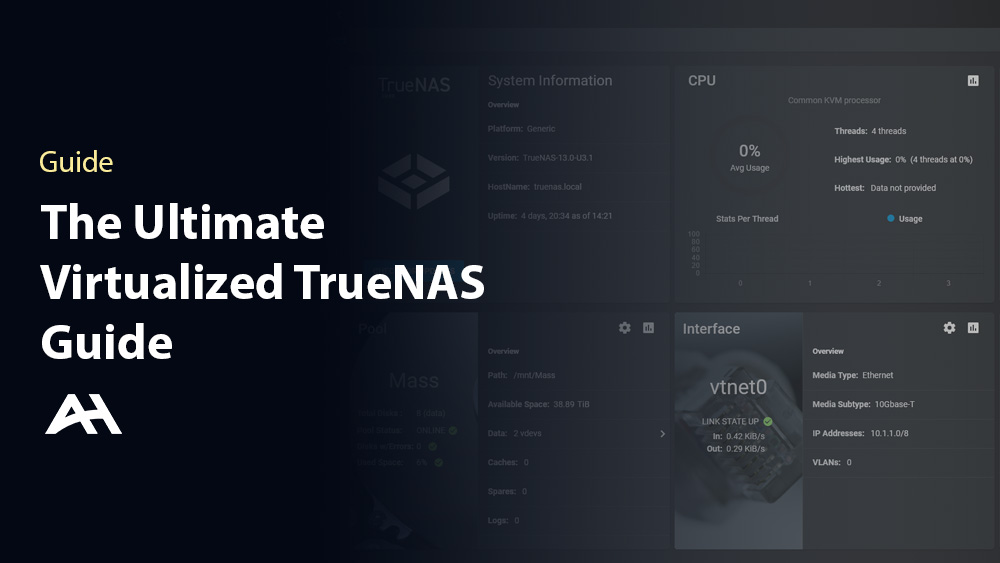 Guide
The Ultimate
Virtualized TrueNAS
Guide
TrueNAS
System Information
Overview
Platform: Generic
Version: TrueNAS-13.0-U3.1
HostName: truenas.local
Uptime: 4 days, 20:34 as of 14:21
CPU
Common KVM processor
0%
Avg Usage
Threads: 4 threads
Highest Usage: 0% (4 threads at 0%)
Hottest: Data not provided
Stats Per Thread
Usage
100
80
60
40
20
0
0 1 2 3
Pool
Mass
ONLINE
Overview
Path: /mnt/Mass
Available Space: 38.89 TiB
Data: 2 vdevs
Caches: 0
Spares: 0
Logs: 0
Interface
vtnet0
LINK STATE UP
In: 0.42 KiB/s
Out: 0.29 KiB/s
Overview
Media Type: Ethernet
Media Subtype: 10Gbase-T
IP Addresses: 10.1.1.0/8
VLANs: 0